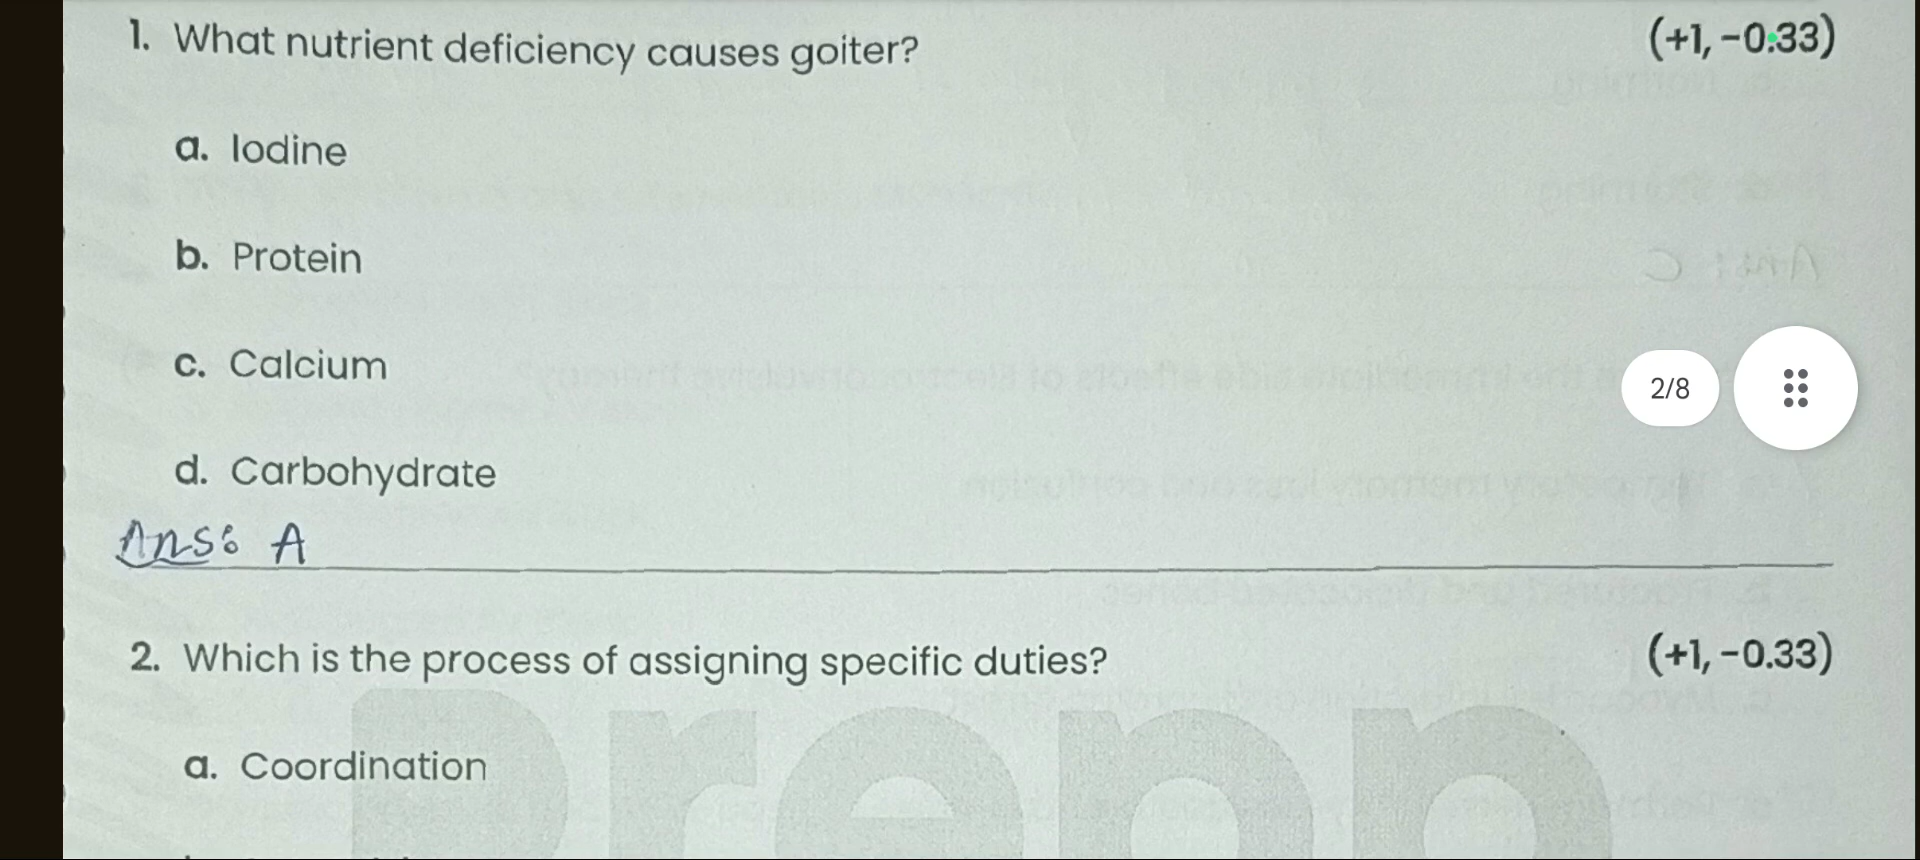 1. What nutrient deficiency causes goiter? (+1, -0.33)
a. Iodine
b. Protein
c. Calcium
2/8
d. Carbohydrate
Ans: A
2. Which is the process of assigning specific duties? (+1, -0.33)
a. Coordination